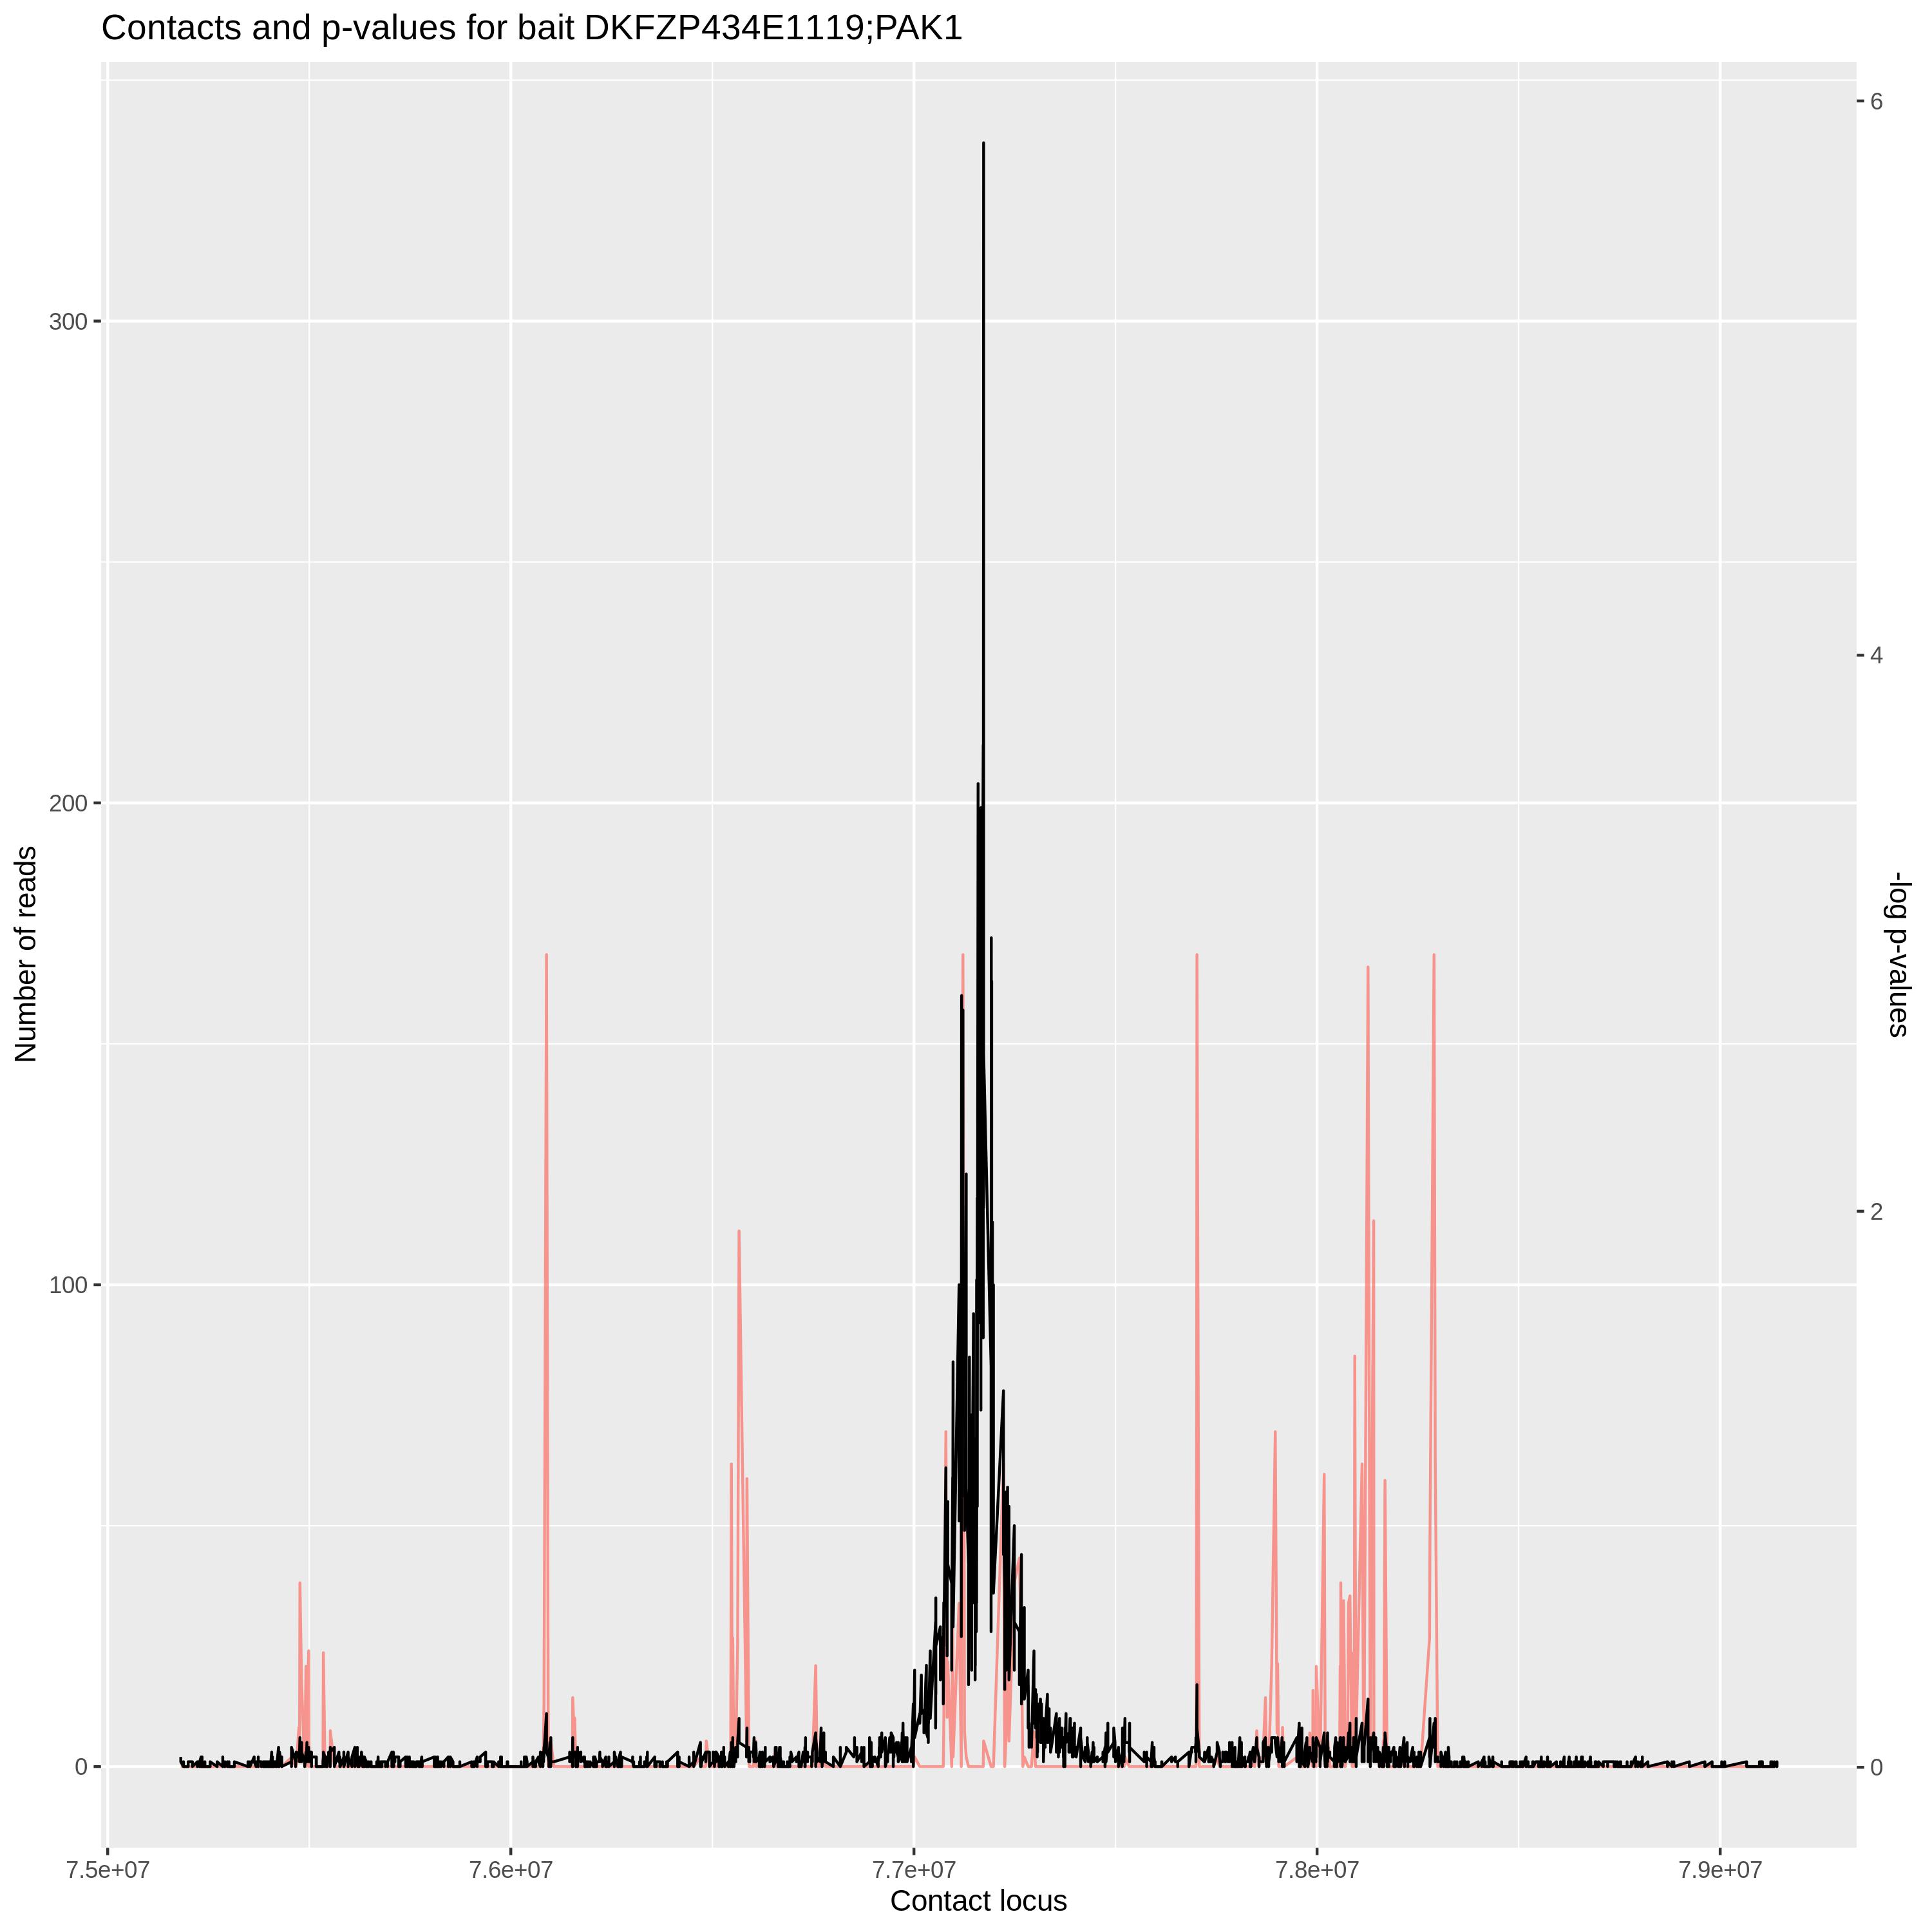 Contacts and p-values for bait DKFZP434E1119;PAK1
Number of reads
300
200
100
0
6
4
2
0
-log p-values
7.5e+07
7.6e+07
7.7e+07
7.8e+07
7.9e+07
Contact locus